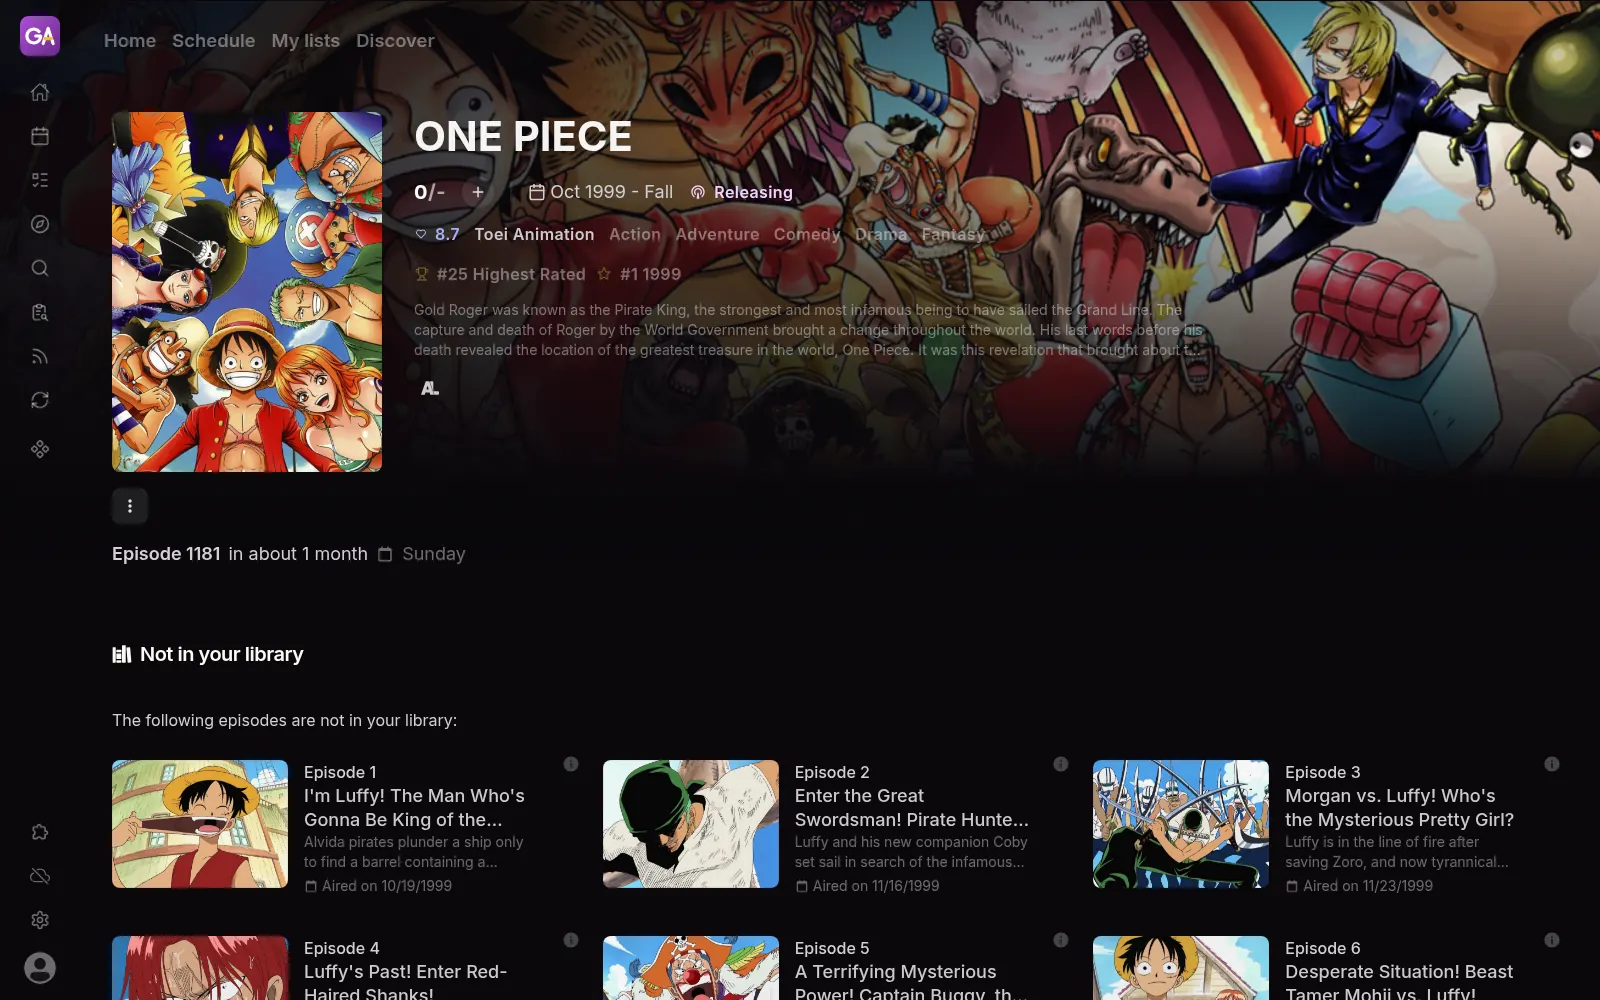 GA
Home Schedule My lists Discover
ONE PIECE
0/- + Oct 1999 - Fall Releasing
8.7 Toei Animation Action Adventure Comedy Drama Fantasy
#25 Highest Rated #1 1999
Gold Roger was known as the Pirate King, the strongest and most infamous being to have sailed the Grand Line. The
capture and death of Roger by the World Government brought a change throughout the world. His last words before his
death revealed the location of the greatest treasure in the world, One Piece. It was this revelation that brought about t...
AL
Episode 1181 in about 1 month Sunday
Not in your library
The following episodes are not in your library:
Episode 1
I'm Luffy! The Man Who's
Gonna Be King of the...
Alvida pirates plunder a ship only
to find a barrel containing a...
Aired on 10/19/1999
Episode 2
Enter the Great
Swordsman! Pirate Hunte...
Luffy and his new companion Coby
set sail in search of the infamous...
Aired on 11/16/1999
Episode 3
Morgan vs. Luffy! Who's
the Mysterious Pretty Girl?
Luffy is in the line of fire after
saving Zoro, and now tyrannical...
Aired on 11/23/1999
Episode 4
Luffy's Past! Enter Red-
Haired Shanks!
Episode 5
A Terrifying Mysterious
Power! Captain Buggy, th...
Episode 6
Desperate Situation! Beast
Tamer Mohji vs. Luffy!